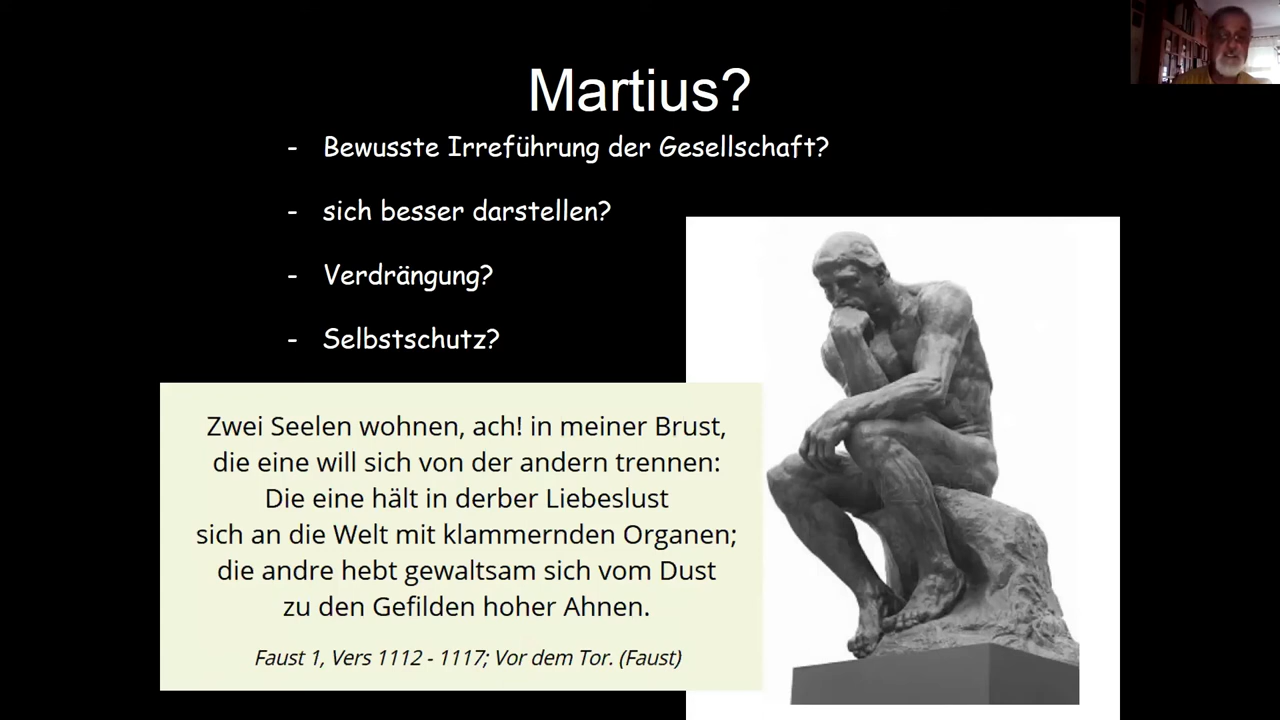 Martius?
- Bewusste Irreführung der Gesellschaft?
- sich besser darstellen?
- Verdrängung?
- Selbstschutz?
Zwei Seelen wohnen, ach! in meiner Brust,
die eine will sich von der andern trennen:
Die eine hält in derber Liebeslust
sich an die Welt mit klammernden Organen;
die andre hebt gewaltsam sich vom Dust
zu den Gefilden hoher Ahnen.
Faust 1, Vers 1112 - 1117; Vor dem Tor. (Faust)